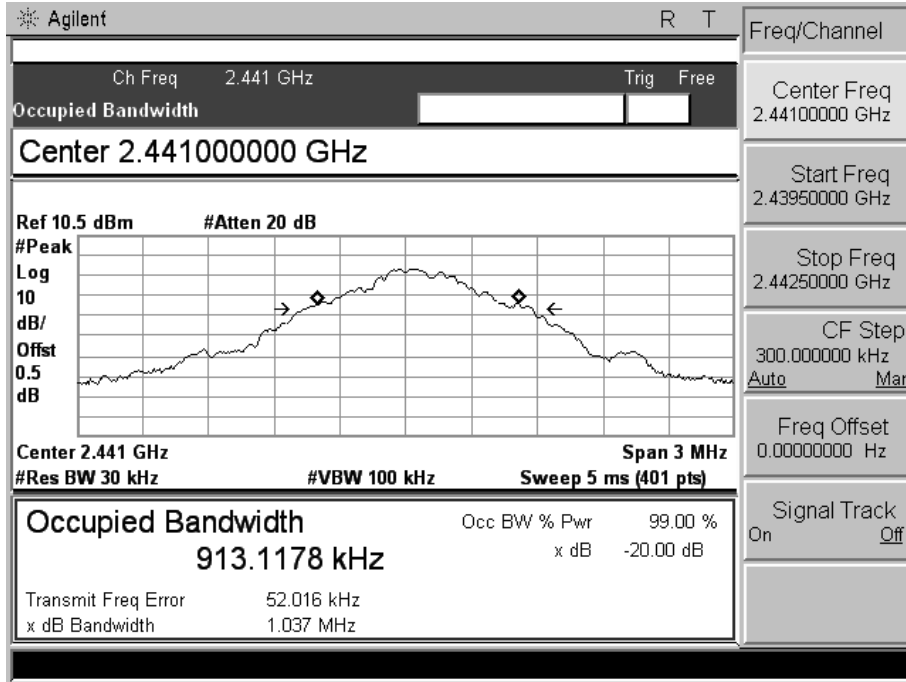 Agilent R T
Freq/Channel
Ch Freq 2.441 GHz Trig Free
Occupied Bandwidth
Center 2.441000000 GHz
Ref 10.5 dBm #Atten 20 dB
#Peak
Log
10
dB/
Offst
0.5
dB
Center 2.441 GHz Span 3 MHz
#Res BW 30 kHz #VBW 100 kHz Sweep 5 ms (401 pts)
Occupied Bandwidth
913.1178 kHz
Occ BW % Pwr 99.00 %
x dB -20.00 dB
Transmit Freq Error 52.016 kHz
x dB Bandwidth 1.037 MHz
Center Freq
2.44100000 GHz
Start Freq
2.43950000 GHz
Stop Freq
2.44250000 GHz
CF Step
300.000000 kHz
Auto Mar
Freq Offset
0.00000000 Hz
Signal Track
On Off